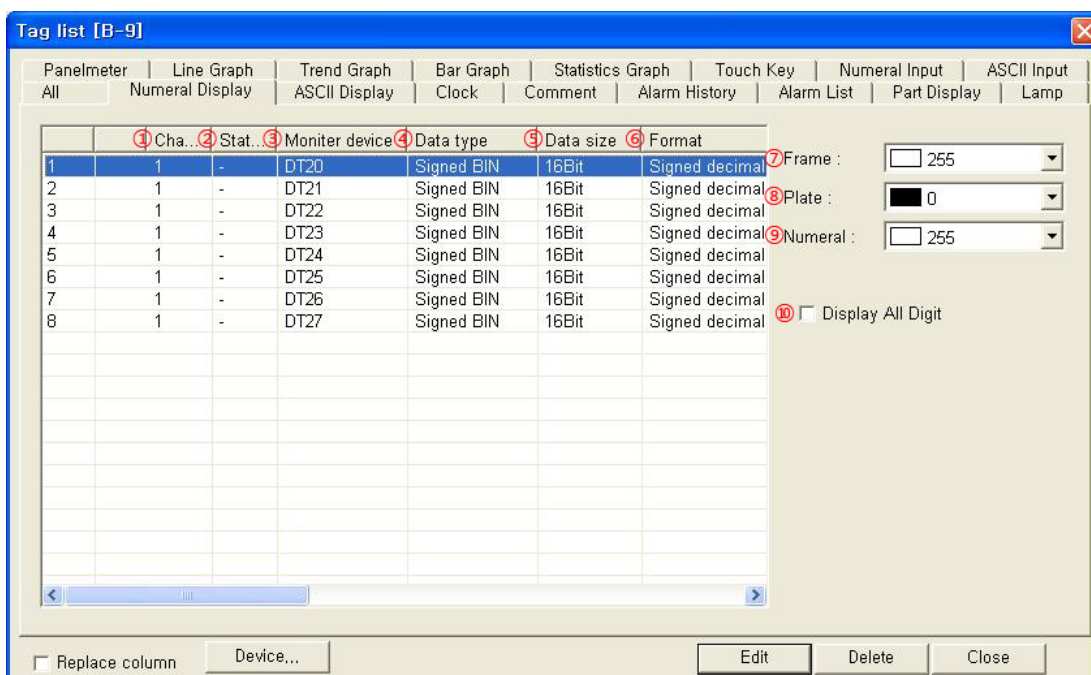 Tag list [B-9]
Panelmeter Line Graph Trend Graph Bar Graph Statistics Graph Touch Key Numeral Input ASCII Input
All Numeral Display ASCII Display Clock Comment Alarm History Alarm List Part Display Lamp
①Cha... ②Stat... ③Moniter device ④Data type ⑤Data size ⑥Format
1 1 - DT20 Signed BIN 16Bit Signed decimal
2 1 - DT21 Signed BIN 16Bit Signed decimal
3 1 - DT22 Signed BIN 16Bit Signed decimal
4 1 - DT23 Signed BIN 16Bit Signed decimal
5 1 - DT24 Signed BIN 16Bit Signed decimal
6 1 - DT25 Signed BIN 16Bit Signed decimal
7 1 - DT26 Signed BIN 16Bit Signed decimal
8 1 - DT27 Signed BIN 16Bit Signed decimal
⑦Frame : 255
⑧Plate : 0
⑨Numeral : 255
⑩ Display All Digit
Replace column Device... Edit Delete Close